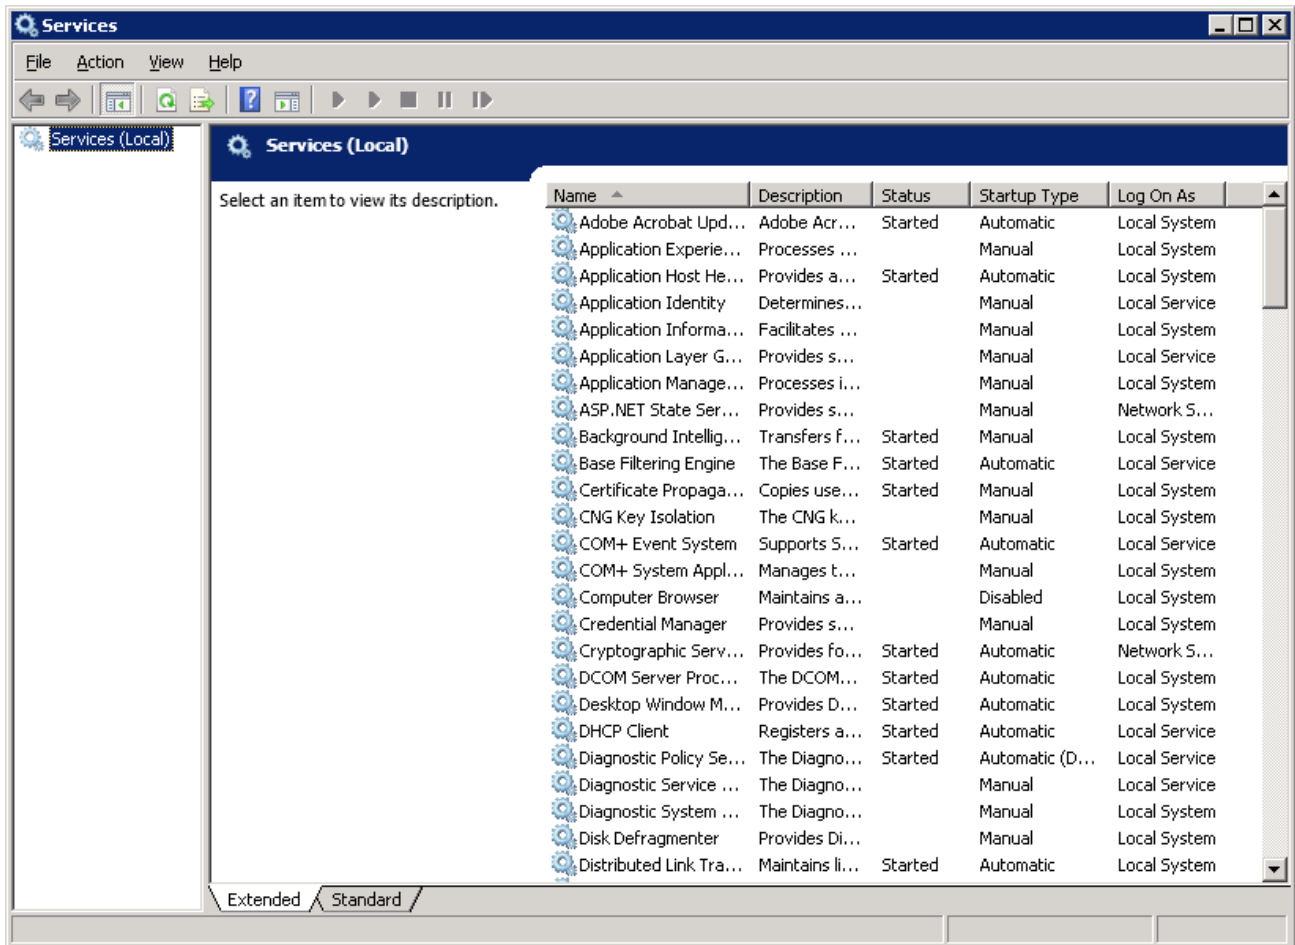 Services
File Action View Help
Services (Local)
Services (Local)
Select an item to view its description.
Name Description Status Startup Type Log On As
Adobe Acrobat Upd... Adobe Acr... Started Automatic Local System
Application Experie... Processes ... Manual Local System
Application Host He... Provides a... Started Automatic Local System
Application Identity Determines... Manual Local Service
Application Informa... Facilitates ... Manual Local System
Application Layer G... Provides s... Manual Local Service
Application Manage... Processes i... Manual Local System
ASP.NET State Ser... Provides s... Manual Network S...
Background Intellig... Transfers f... Started Manual Local System
Base Filtering Engine The Base F... Started Automatic Local Service
Certificate Propaga... Copies use... Started Manual Local System
CNG Key Isolation The CNG k... Manual Local System
COM+ Event System Supports S... Started Automatic Local Service
COM+ System Appl... Manages t... Manual Local System
Computer Browser Maintains a... Disabled Local System
Credential Manager Provides s... Manual Local System
Cryptographic Serv... Provides fo... Started Automatic Network S...
DCOM Server Proc... The DCOM... Started Automatic Local System
Desktop Window M... Provides D... Started Automatic Local System
DHCP Client Registers a... Started Automatic Local Service
Diagnostic Policy Se... The Diagno... Started Automatic (D... Local Service
Diagnostic Service ... The Diagno... Manual Local Service
Diagnostic System ... The Diagno... Manual Local System
Disk Defragmenter Provides Di... Manual Local System
Distributed Link Tra... Maintains li... Started Automatic Local System
Extended Standard